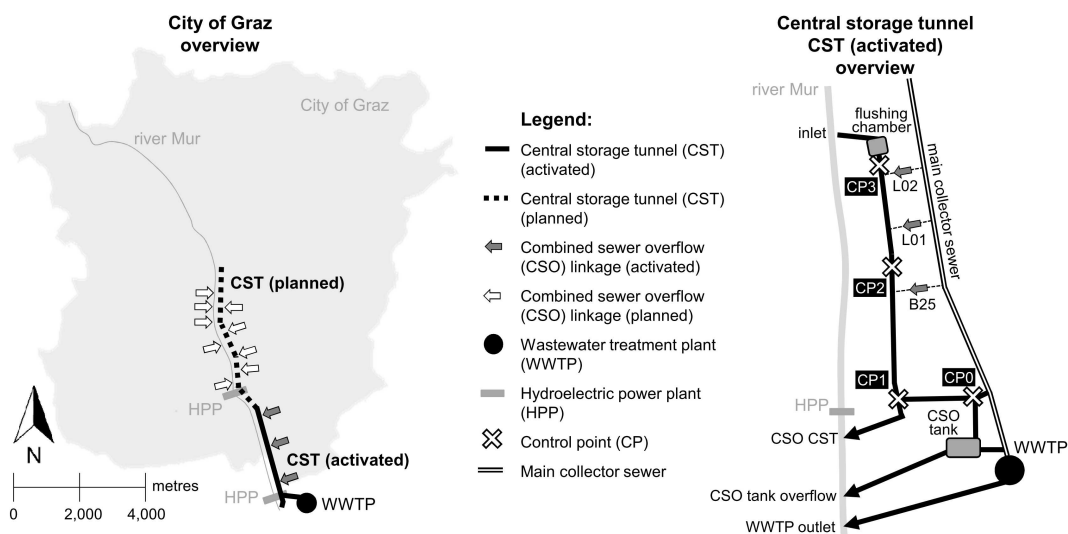 City of Graz
overview
City of Graz
river Mur
CST (planned)
HPP
CST (activated)
HPP
WWTP
N
metres
0
2,000
4,000
Legend:
Central storage tunnel (CST)
(activated)
Central storage tunnel (CST)
(planned)
Combined sewer overflow
(CSO) linkage (activated)
Combined sewer overflow
(CSO) linkage (planned)
Wastewater treatment plant
(WWTP)
Hydroelectric power plant
(HPP)
Control point (CP)
Main collector sewer
Central storage tunnel
CST (activated)
overview
river Mur
flushing
chamber
inlet
main collector sewer
CP3
L02
L01
CP2
B25
CP1
CP0
HPP
CSO
tank
CSO CST
WWTP
CSO tank overflow
WWTP outlet